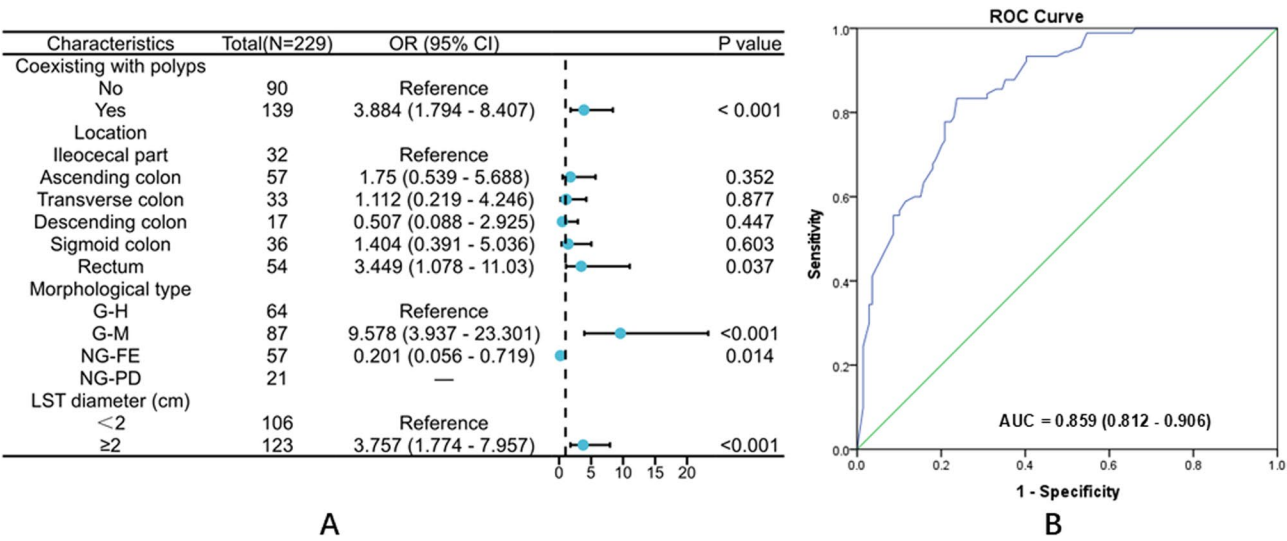 Characteristics Total(N=229) OR (95% CI) P value
Coexisting with polyps
No 90 Reference
Yes 139 3.884 (1.794 - 8.407) < 0.001
Location
Ileocecal part 32 Reference
Ascending colon 57 1.75 (0.539 - 5.688) 0.352
Transverse colon 33 1.112 (0.219 - 4.246) 0.877
Descending colon 17 0.507 (0.088 - 2.925) 0.447
Sigmoid colon 36 1.404 (0.391 - 5.036) 0.603
Rectum 54 3.449 (1.078 - 11.03) 0.037
Morphological type
G-H 64 Reference
G-M 87 9.578 (3.937 - 23.301) <0.001
NG-FE 57 0.201 (0.056 - 0.719) 0.014
NG-PD 21 —
LST diameter (cm)
<2 106 Reference
≥2 123 3.757 (1.774 - 7.957) <0.001
0 5 10 15 20
A
ROC Curve
1.0
0.8
0.6
0.4
0.2
0.0
Sensitivity
AUC = 0.859 (0.812 - 0.906)
0.0 0.2 0.4 0.6 0.8 1.0
1 - Specificity
B